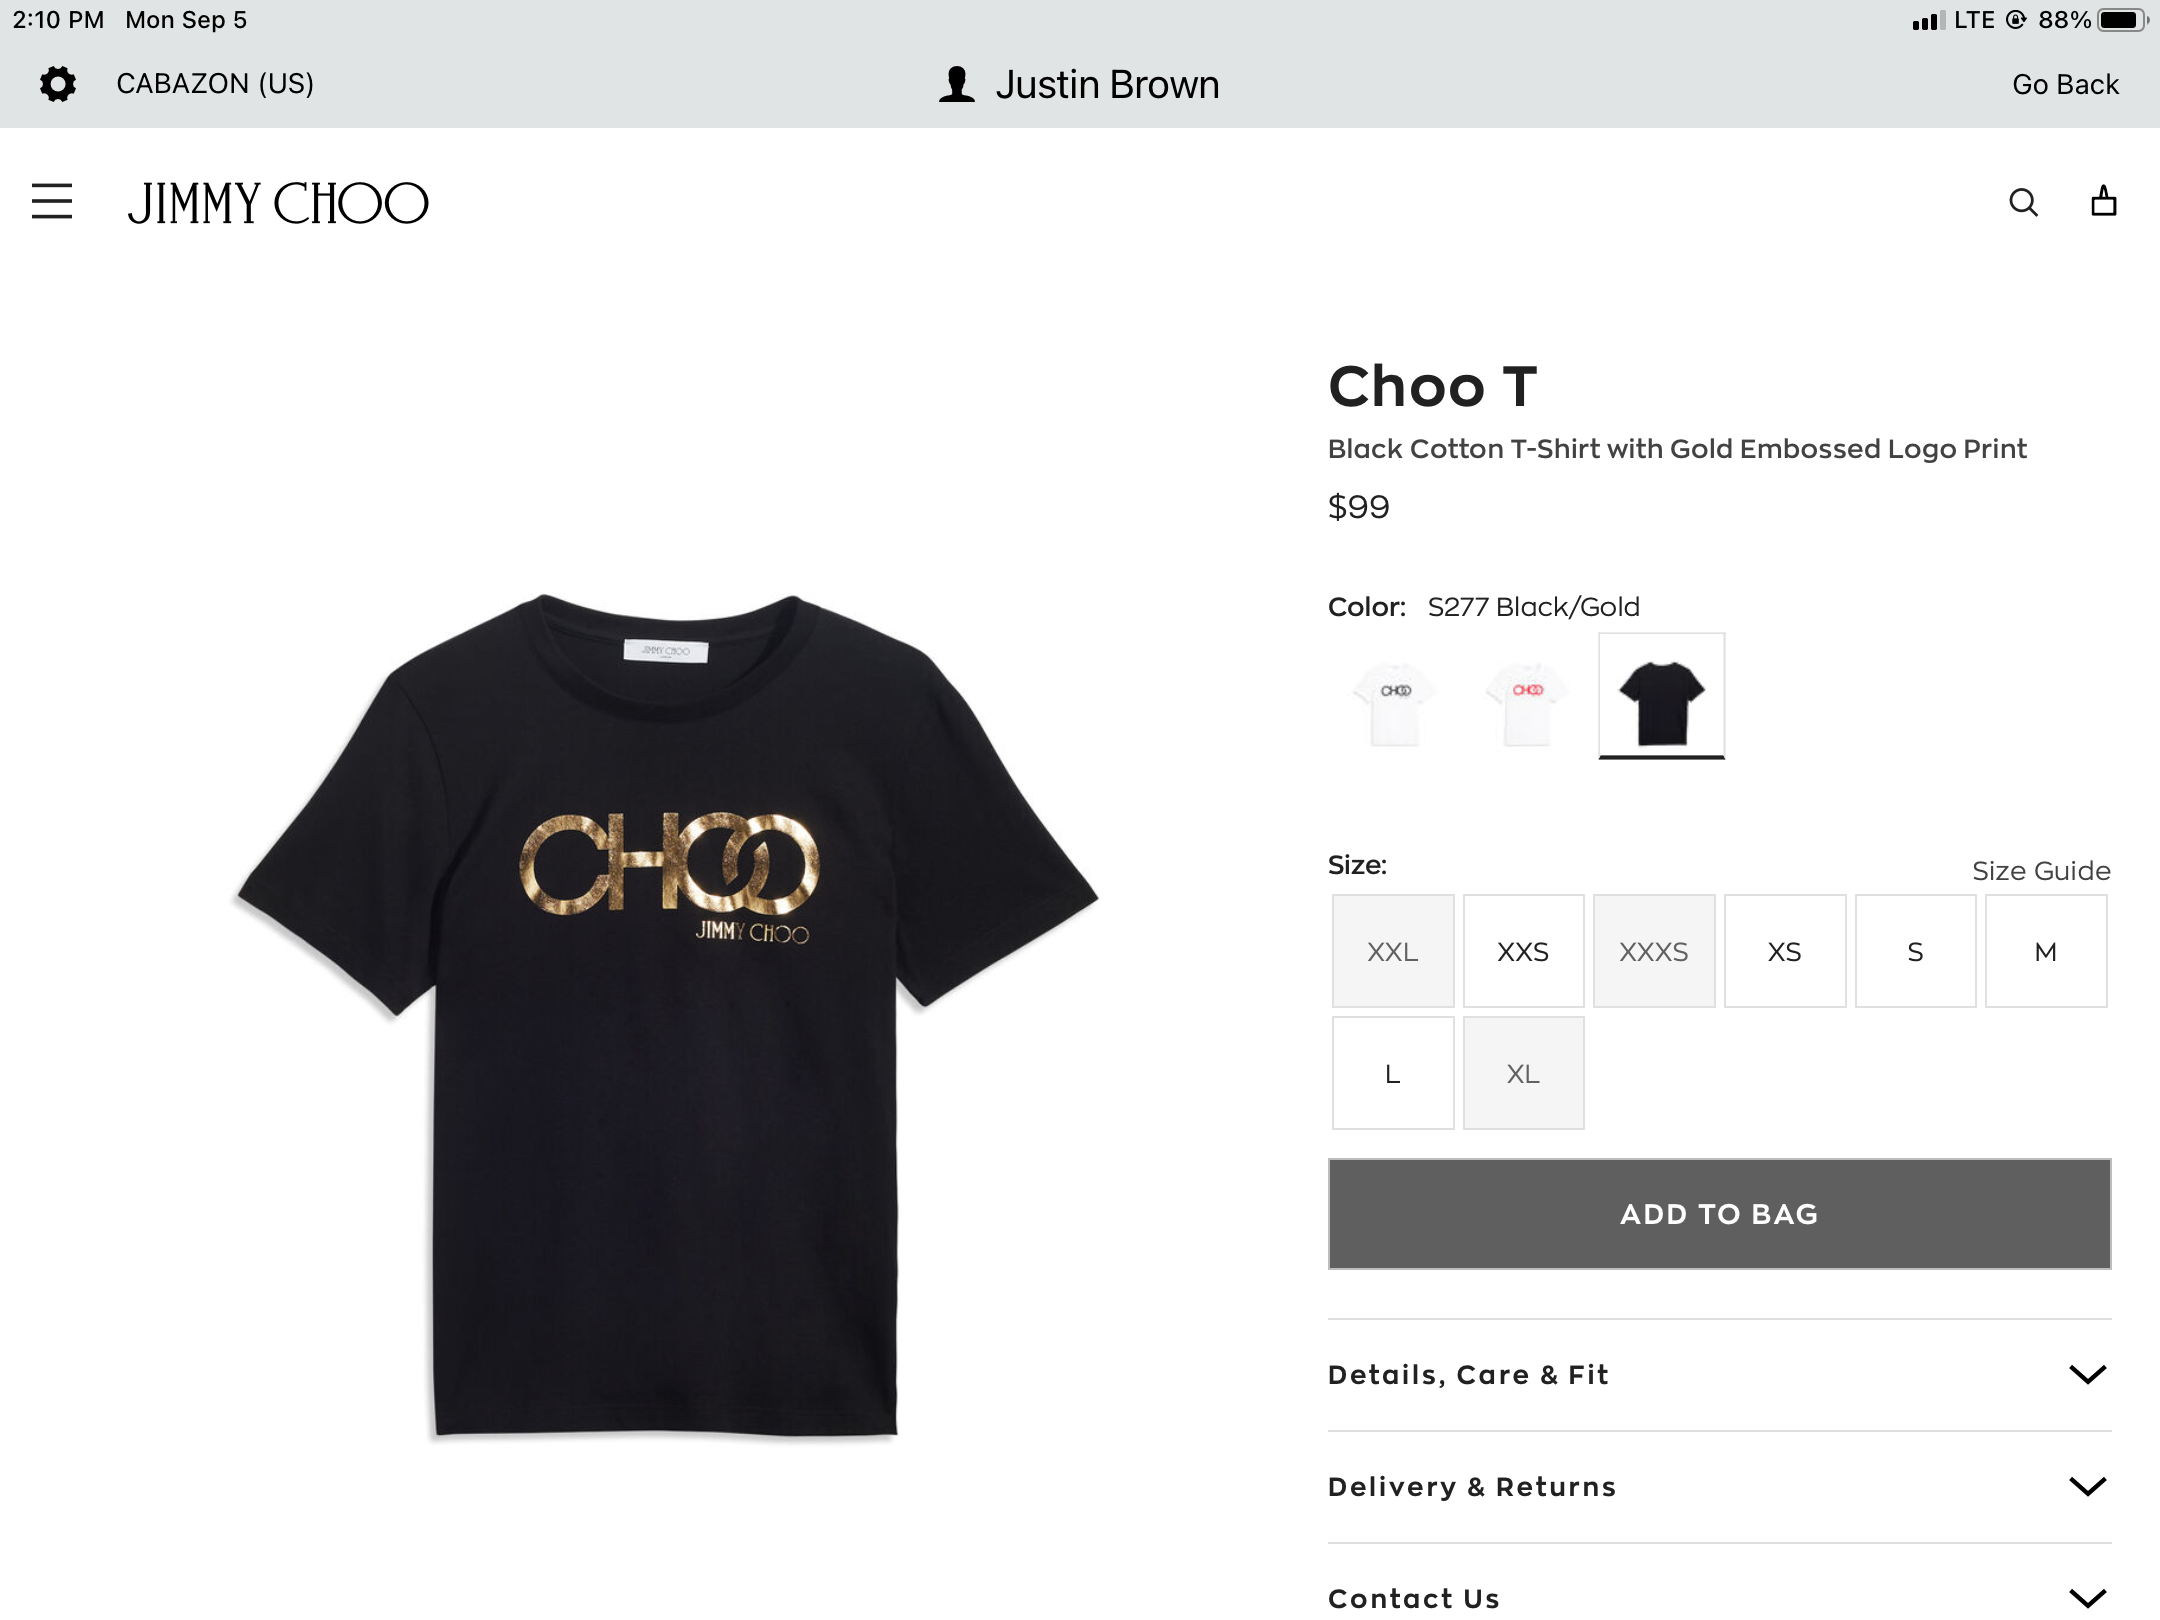 2:10 PM Mon Sep 5
LTE 88%
CABAZON (US)
Justin Brown
Go Back
JIMMY CHOO
Choo T
Black Cotton T-Shirt with Gold Embossed Logo Print
$99
Color: S277 Black/Gold
CHOO
CHOO
JIMMY CHOO
CHOO
JIMMY CHOO
Size:
Size Guide
XXL XXS XXXS XS S M
L XL
ADD TO BAG
Details, Care & Fit
Delivery & Returns
Contact Us